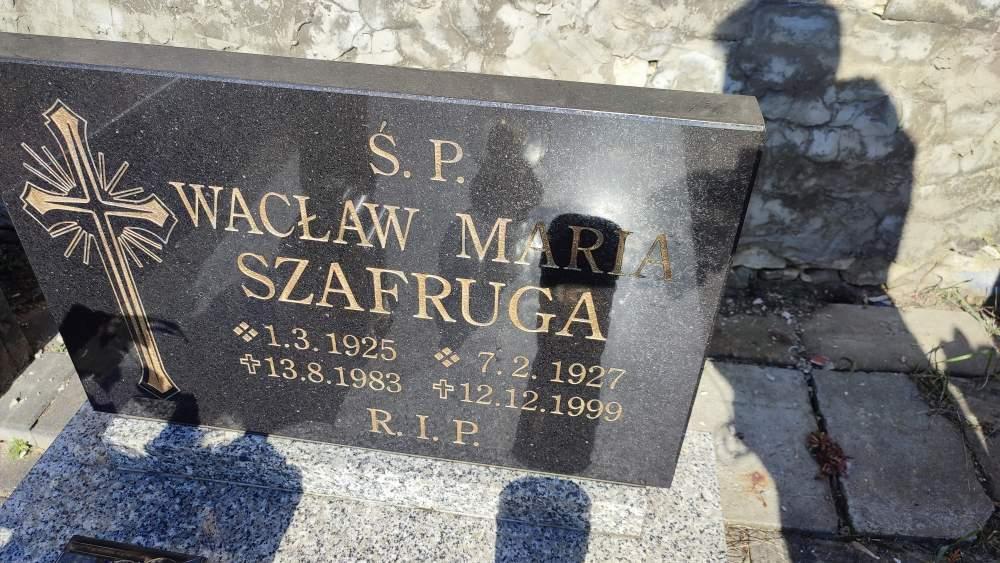 Ś. P.
WACŁAW MARIA
SZAFRUGA
1.3.1925 7.2.1927
13.8.1983 12.12.1999
R. I. P.